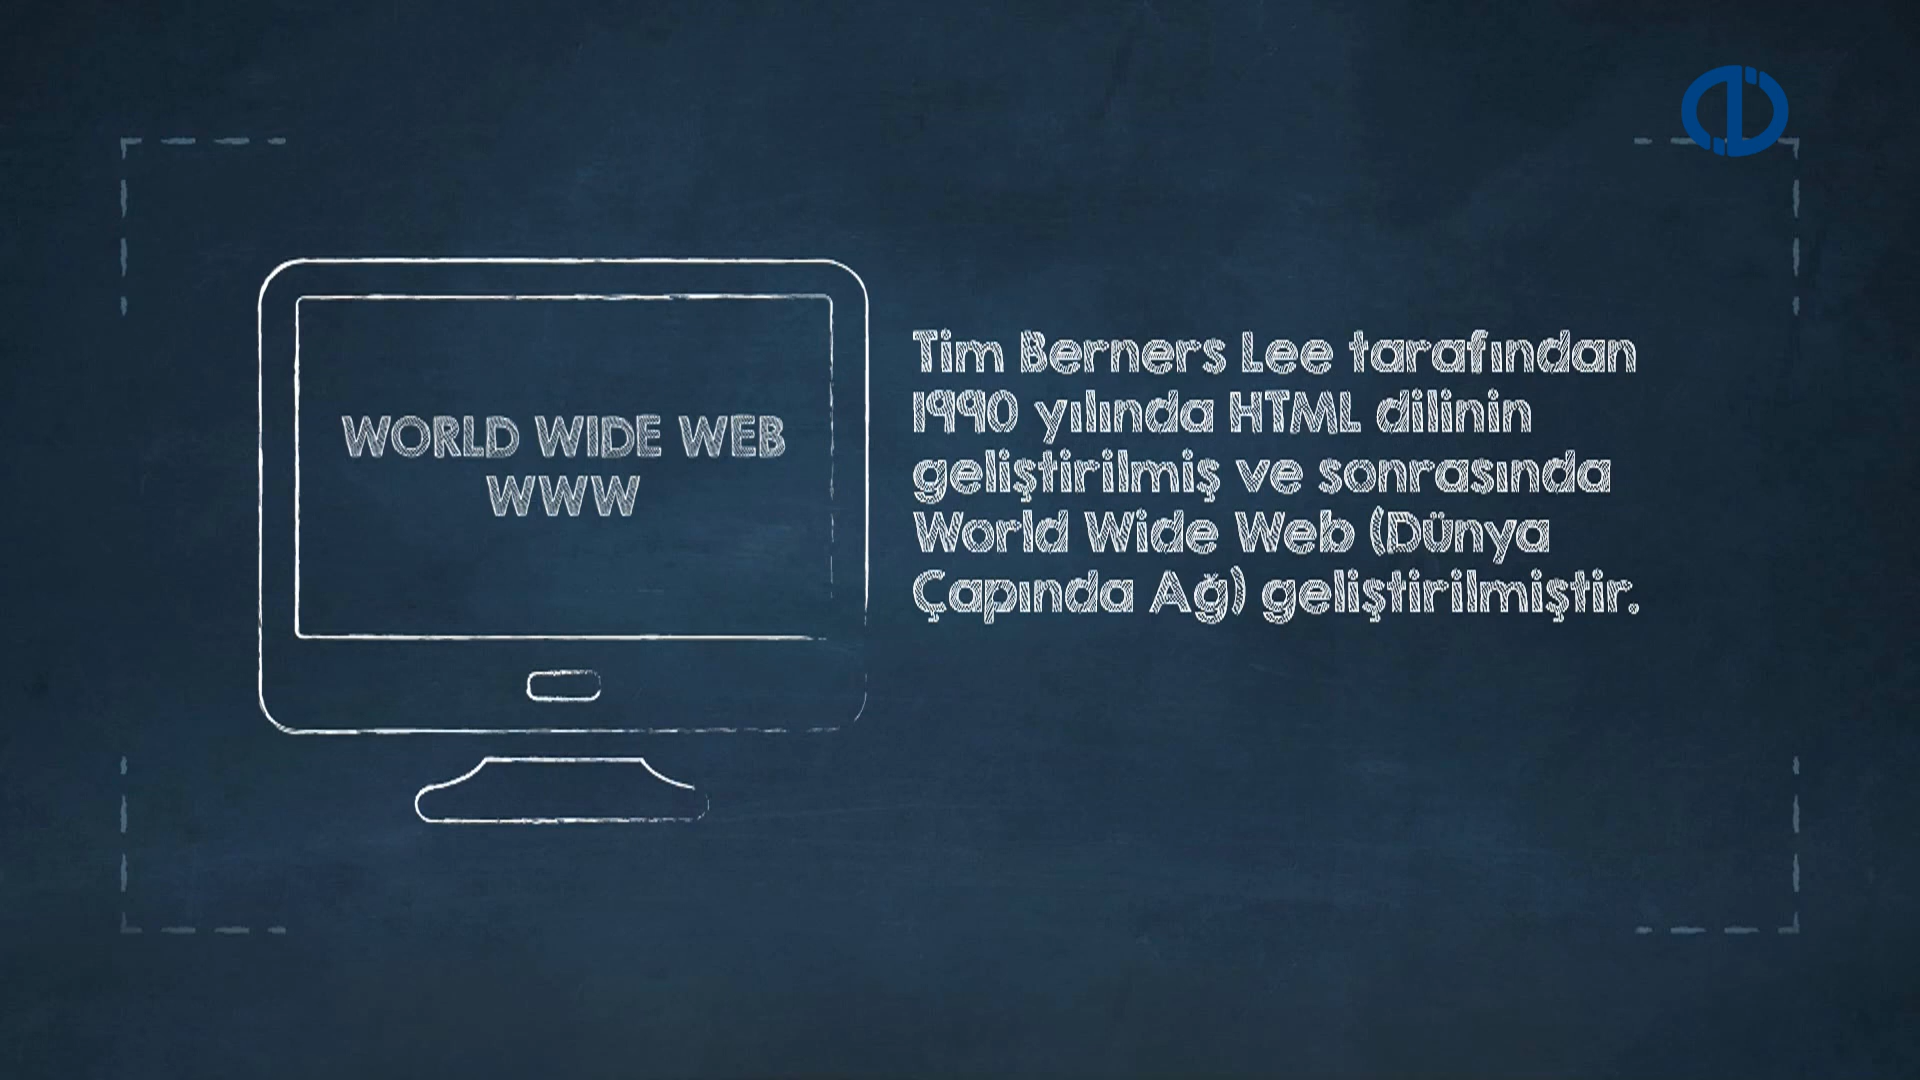 WORLD WIDE WEB
WWW
Tim Berners Lee tarafından
1990 yılında HTML dilinin
geliştirilmiş ve sonrasında
World Wide Web (Dünya
Çapında Ağ) geliştirilmiştir.